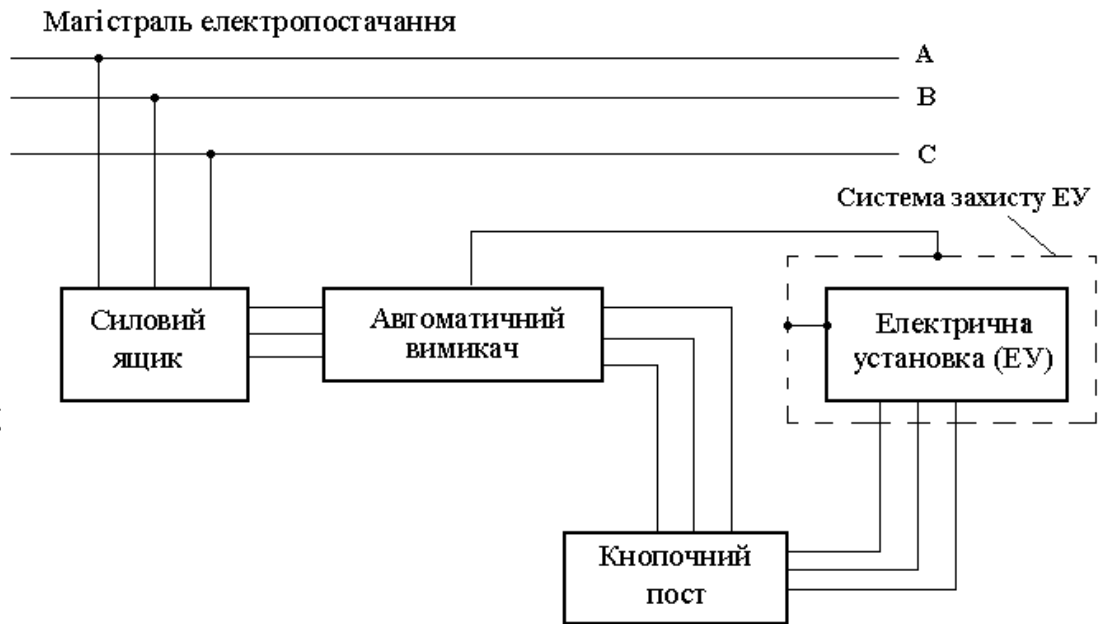 Магістраль електропостачання
A
B
C
Система захисту ЕУ
Силовий
ящик
Автоматичний
вимикач
Електрична
установка (ЕУ)
Кнопочний
пост